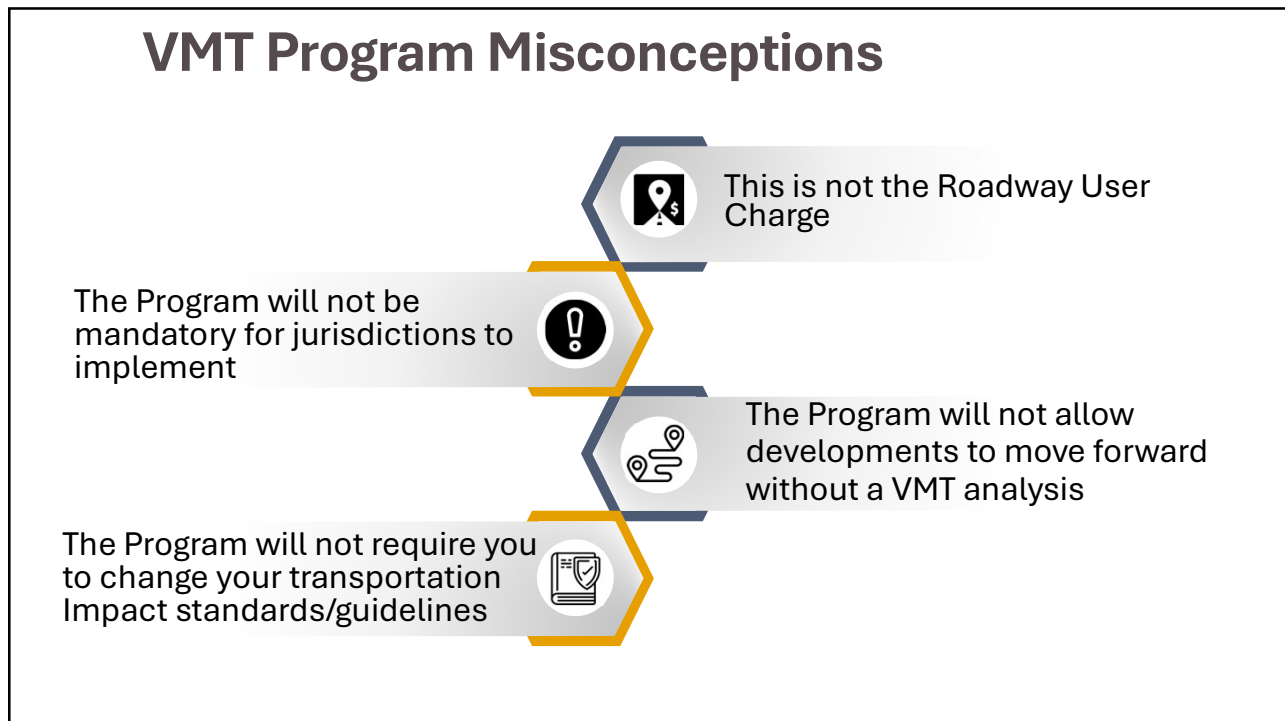 VMT Program Misconceptions
This is not the Roadway User
Charge
The Program will not be
mandatory for jurisdictions to
implement
The Program will not allow
developments to move forward
without a VMT analysis
The Program will not require you
to change your transportation
Impact standards/guidelines
$